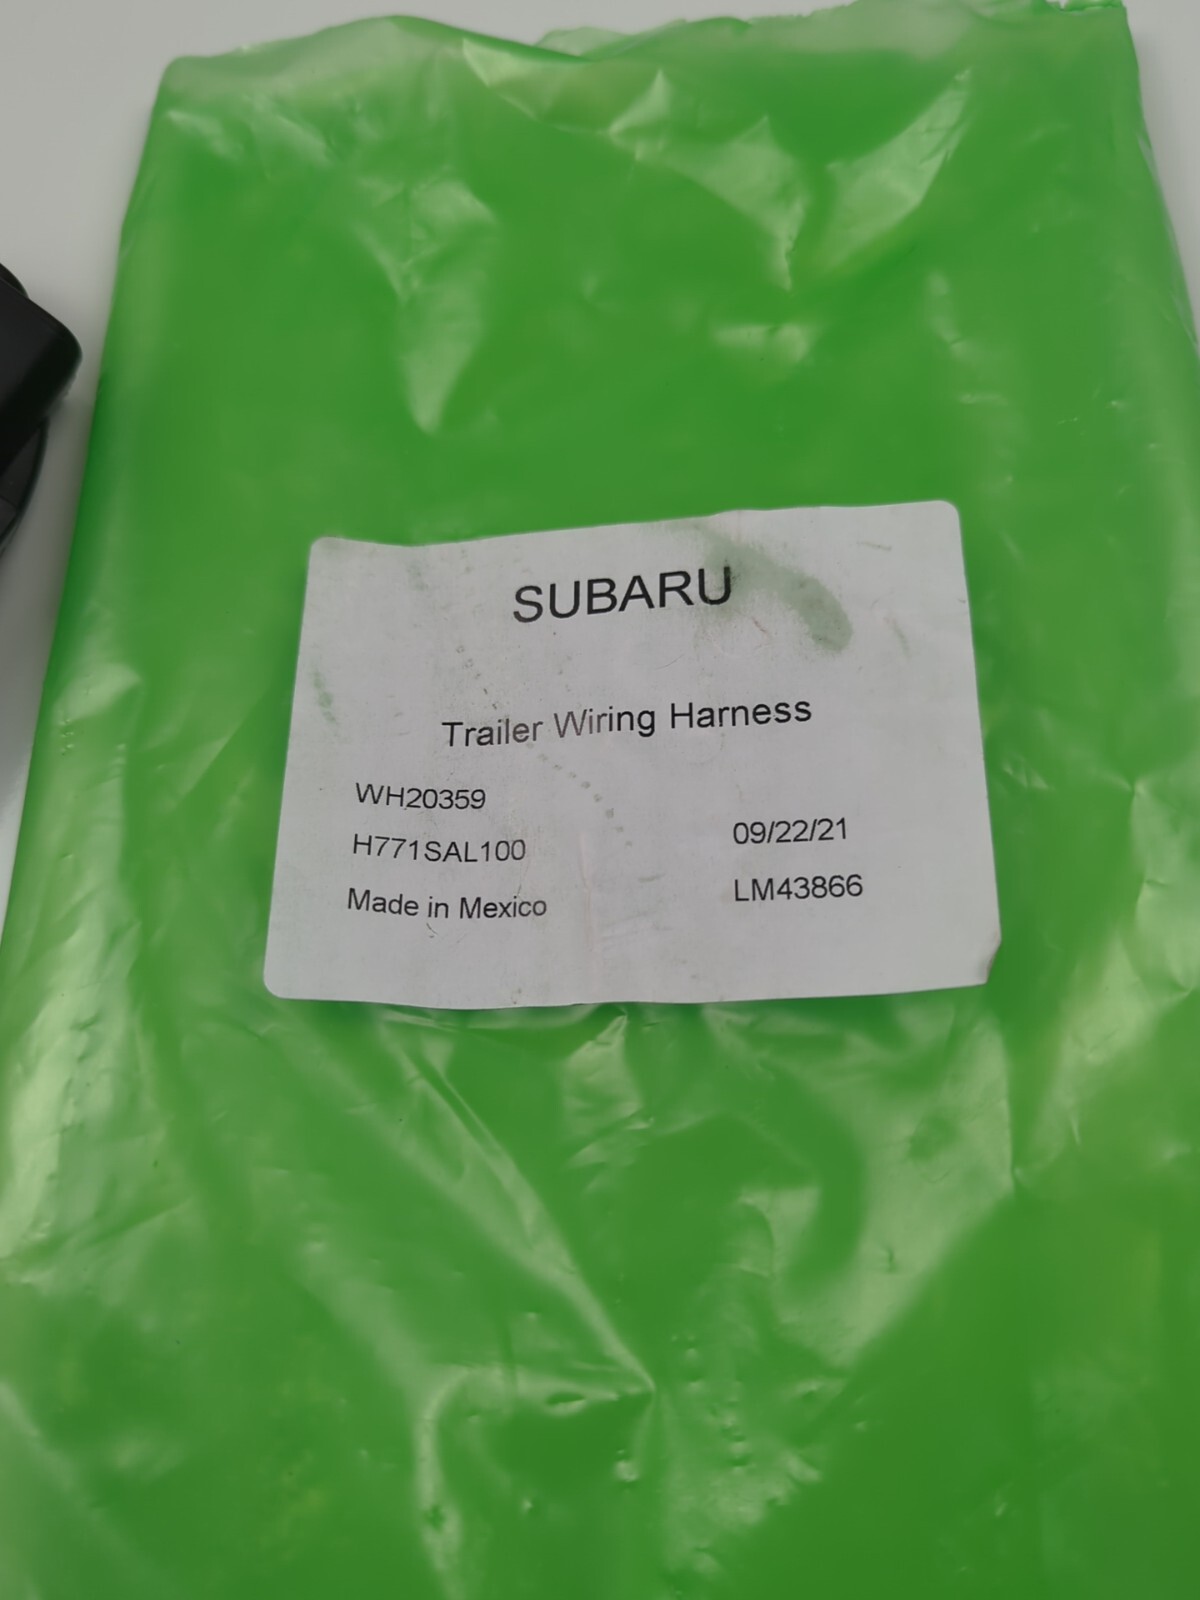 SUBARU
Trailer Wiring Harness
WH20359
H771SAL100
09/22/21
Made in Mexico
LM43866